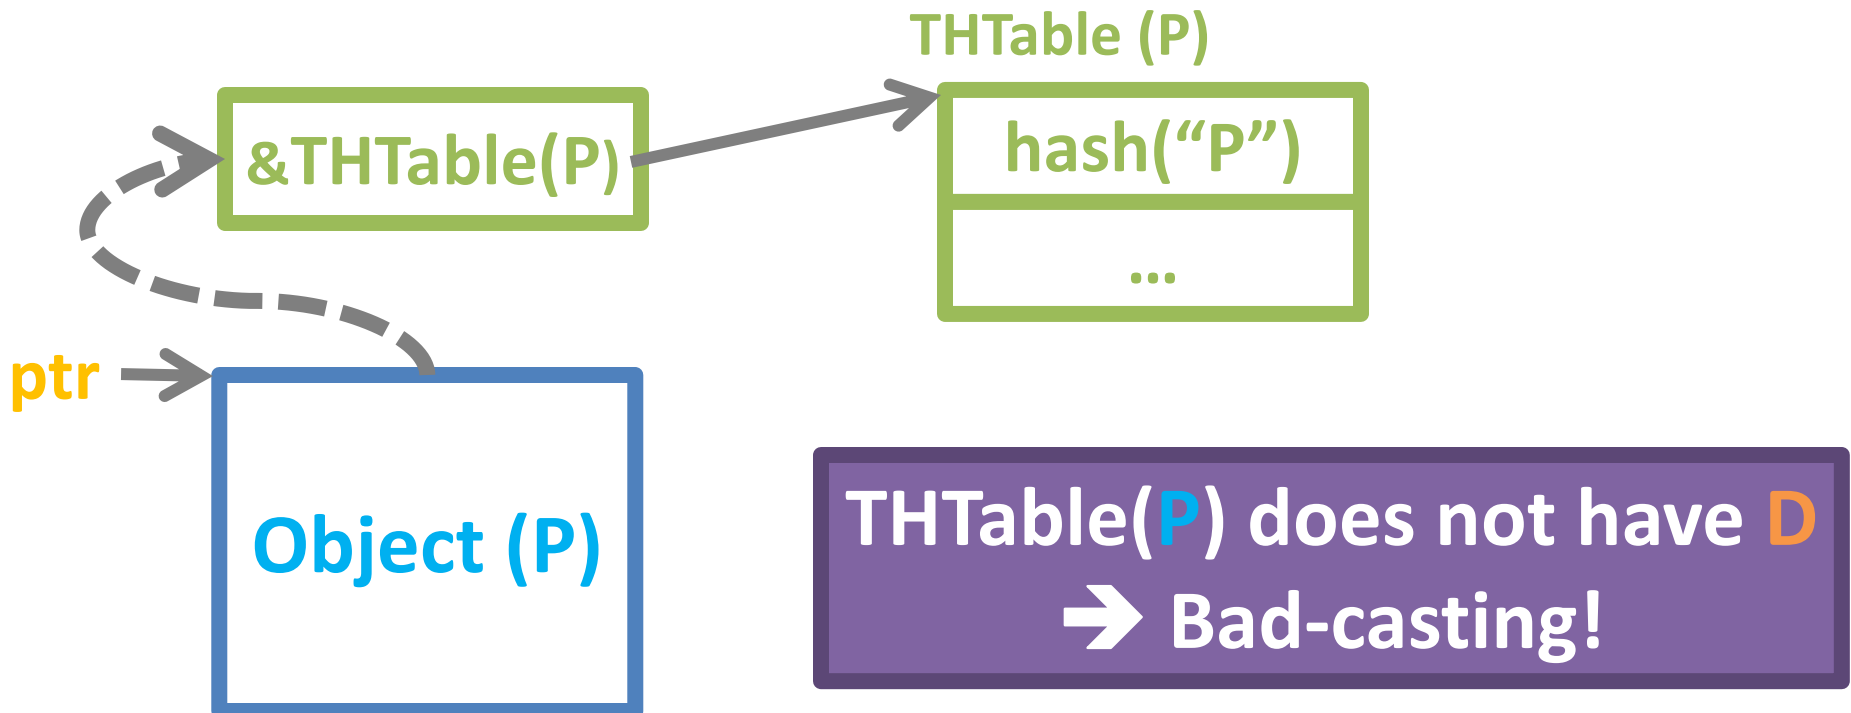 THTable (P)
&THTable(P)
hash(“P”)
...
ptr
Object (P)
THTable(P) does not have D
➔ Bad-casting!